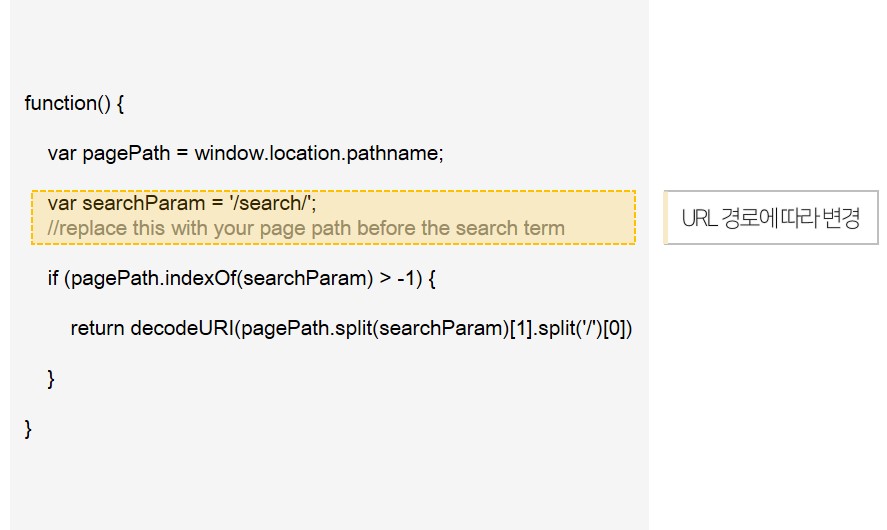 function() {
var pagePath = window.location.pathname;
var searchParam = '/search/';
//replace this with your page path before the search term
URL 경로에 따라 변경
if (pagePath.indexOf(searchParam) > -1) {
return decodeURI(pagePath.split(searchParam)[1].split('/')[0])
}
}